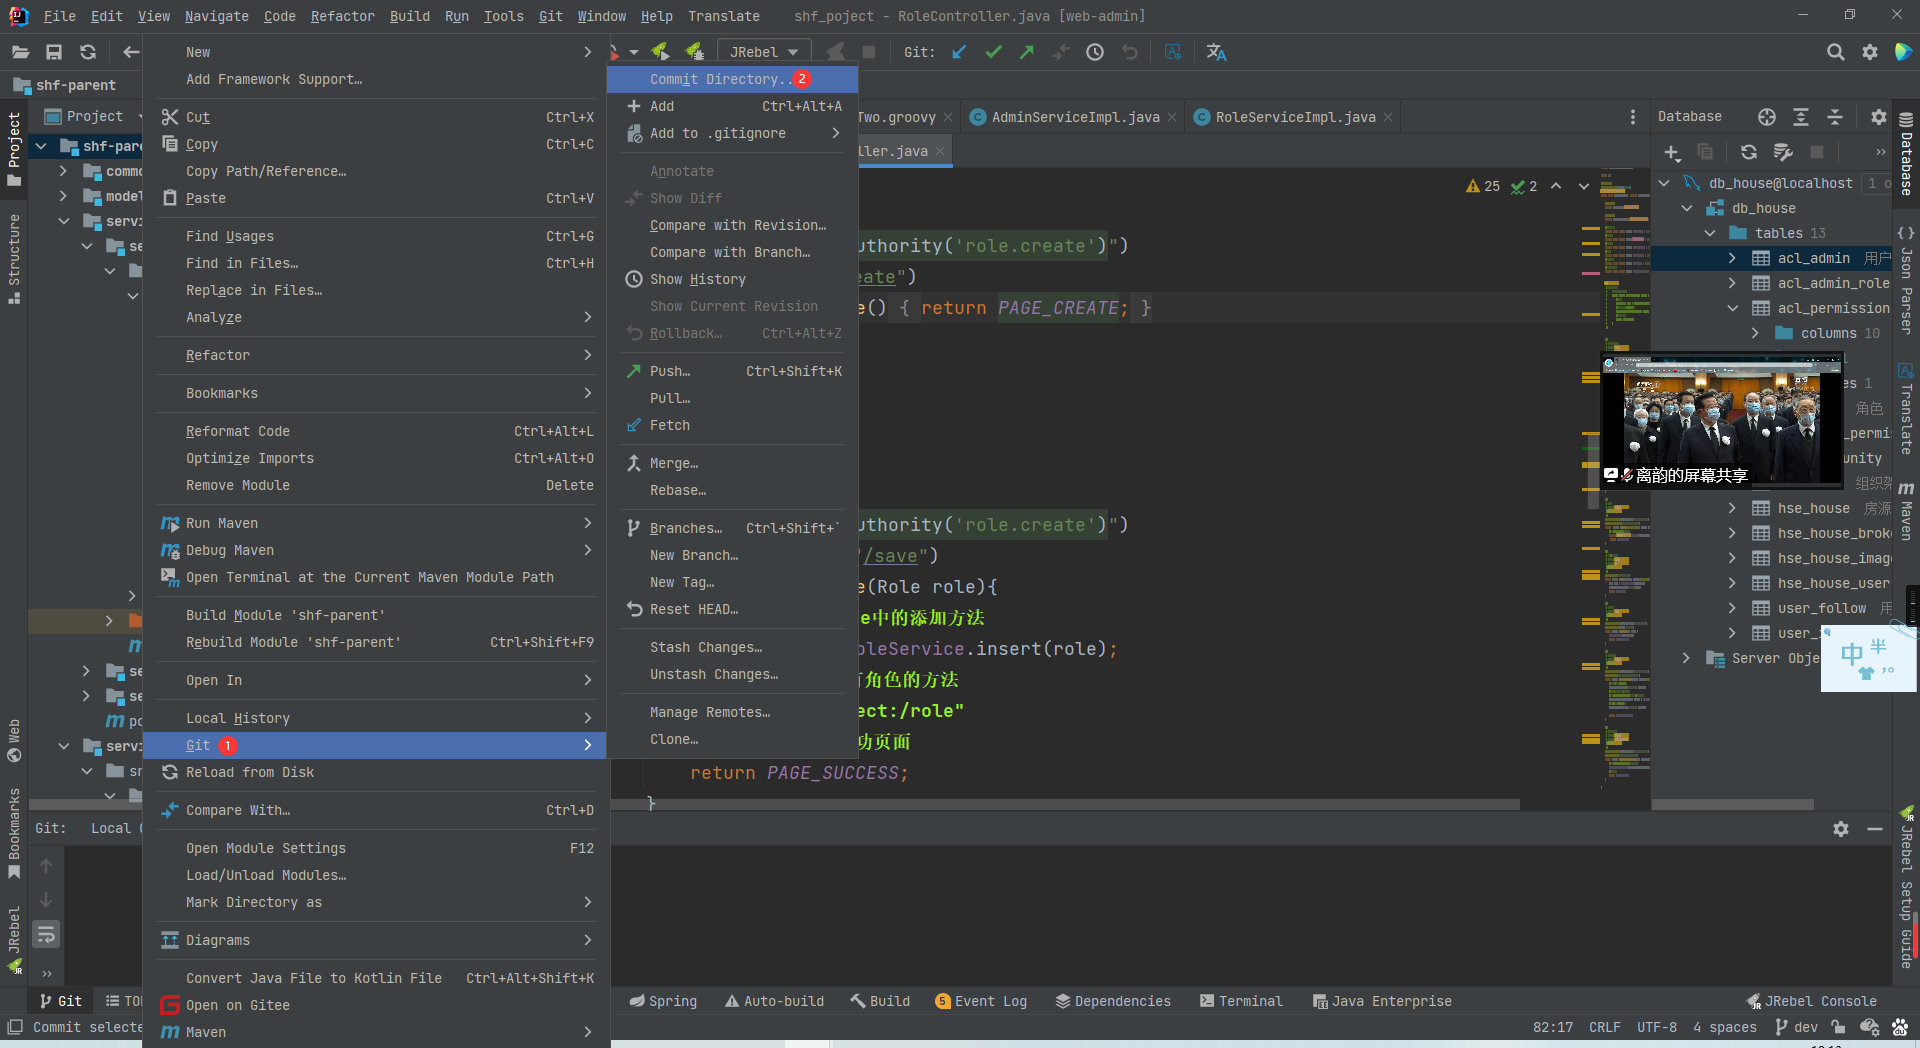 File Edit View Navigate Code Refactor Build Run Tools Git Window Help Translate shf_poject - RoleController.java [web-admin]
JRebel Git:
shf-parent
Project
shf-pare
commo
model
servi
se
se
se
po
servi
sr
Git: Local C
Git TO
Commit selecte
Project
Structure
Web
Bookmarks
JRebel
New
Add Framework Support...
Cut Ctrl+X
Copy Ctrl+C
Copy Path/Reference...
Paste Ctrl+V
Find Usages Ctrl+G
Find in Files... Ctrl+H
Replace in Files...
Analyze
Refactor
Bookmarks
Reformat Code Ctrl+Alt+L
Optimize Imports Ctrl+Alt+O
Remove Module Delete
Run Maven
Debug Maven
Open Terminal at the Current Maven Module Path
Build Module 'shf-parent'
Rebuild Module 'shf-parent' Ctrl+Shift+F9
Open In
Local History
Git 1
Reload from Disk
Compare With... Ctrl+D
Open Module Settings F12
Load/Unload Modules...
Mark Directory as
Diagrams
Convert Java File to Kotlin File Ctrl+Alt+Shift+K
Open on Gitee
Maven
Commit Directory.. 2
Add Ctrl+Alt+A
Add to .gitignore
Annotate
Show Diff
Compare with Revision...
Compare with Branch...
Show History
Show Current Revision
Rollback... Ctrl+Alt+Z
Push... Ctrl+Shift+K
Pull...
Fetch
Merge...
Rebase...
Branches... Ctrl+Shift+`
New Branch...
New Tag...
Reset HEAD...
Stash Changes...
Unstash Changes...
Manage Remotes...
Clone...
Two.groovy AdminServiceImpl.java RoleServiceImpl.java
ller.java
25 2
uthority('role.create')")
ate")
e() { return PAGE_CREATE; }
uthority('role.create')")
/save")
e(Role role){
e中的添加方法
oleService.insert(role);
角色的方法
ect:/role"
功页面
return PAGE_SUCCESS;
}
Database
db_house@localhost 1 o
db_house
tables 13
acl_admin 用户
acl_admin_role
acl_permission
columns 10
es 1
角色
_permis
unity
组织架
离韵的屏幕共享
hse_house 房源
hse_house_broke
hse_house_image
hse_house_user
user_follow 用
user_i
Server Obje
中 半
Database
Json Parser
Translate
Maven
JRebel Setup Guide
Spring Auto-build Build 5 Event Log Dependencies Terminal Java Enterprise JRebel Console
82:17 CRLF UTF-8 4 spaces dev